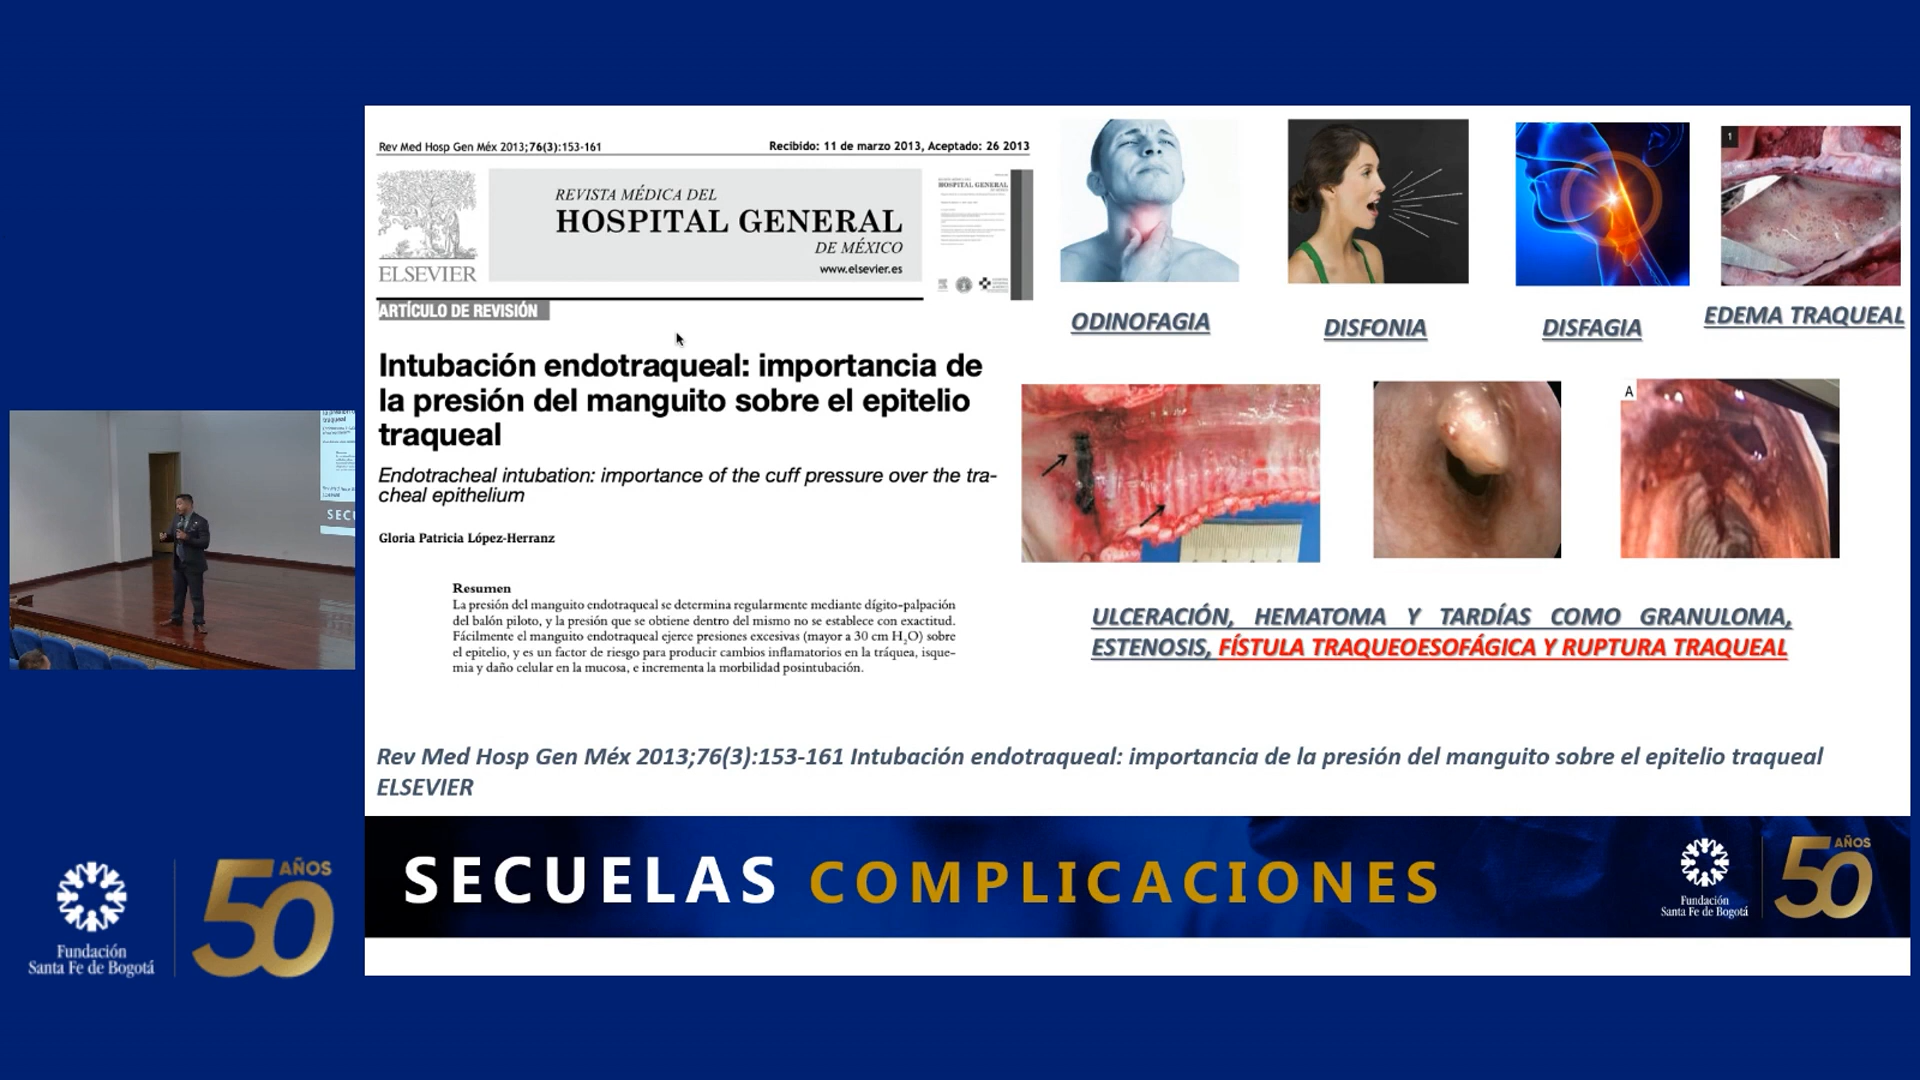 Rev Med Hosp Gen Méx 2013;76(3):153-161
Recibido: 11 de marzo 2013, Aceptado: 26 2013
ELSEVIER
REVISTA MÉDICA DEL
HOSPITAL GENERAL
DE MÉXICO
www.elsevier.es
HOSPITAL GENERAL
ARTÍCULO DE REVISIÓN
Intubación endotraqueal: importancia de
la presión del manguito sobre el epitelio
traqueal
Endotracheal intubation: importance of the cuff pressure over the tra-
cheal epithelium
Gloria Patricia López-Herranz
Resumen
La presión del manguito endotraqueal se determina regularmente mediante dígito-palpación
del balón piloto, y la presión que se obtiene dentro del mismo no se establece con exactitud.
Fácilmente el manguito endotraqueal ejerce presiones excesivas (mayor a 30 cm H₂O) sobre
el epitelio, y es un factor de riesgo para producir cambios inflamatorios en la tráquea, isque-
mia y daño celular en la mucosa, e incrementa la morbilidad posintubación.
1
ODINOFAGIA
DISFONIA
DISFAGIA
EDEMA TRAQUEAL
A
ULCERACIÓN, HEMATOMA Y TARDÍAS COMO GRANULOMA,
ESTENOSIS, FÍSTULA TRAQUEOESOFÁGICA Y RUPTURA TRAQUEAL
Rev Med Hosp Gen Méx 2013;76(3):153-161 Intubación endotraqueal: importancia de la presión del manguito sobre el epitelio traqueal
ELSEVIER
SECUELAS COMPLICACIONES
Fundación
Santa Fe de Bogotá
50 AÑOS
Fundación
Santa Fe de Bogotá
50 AÑOS
traqueal
SECU